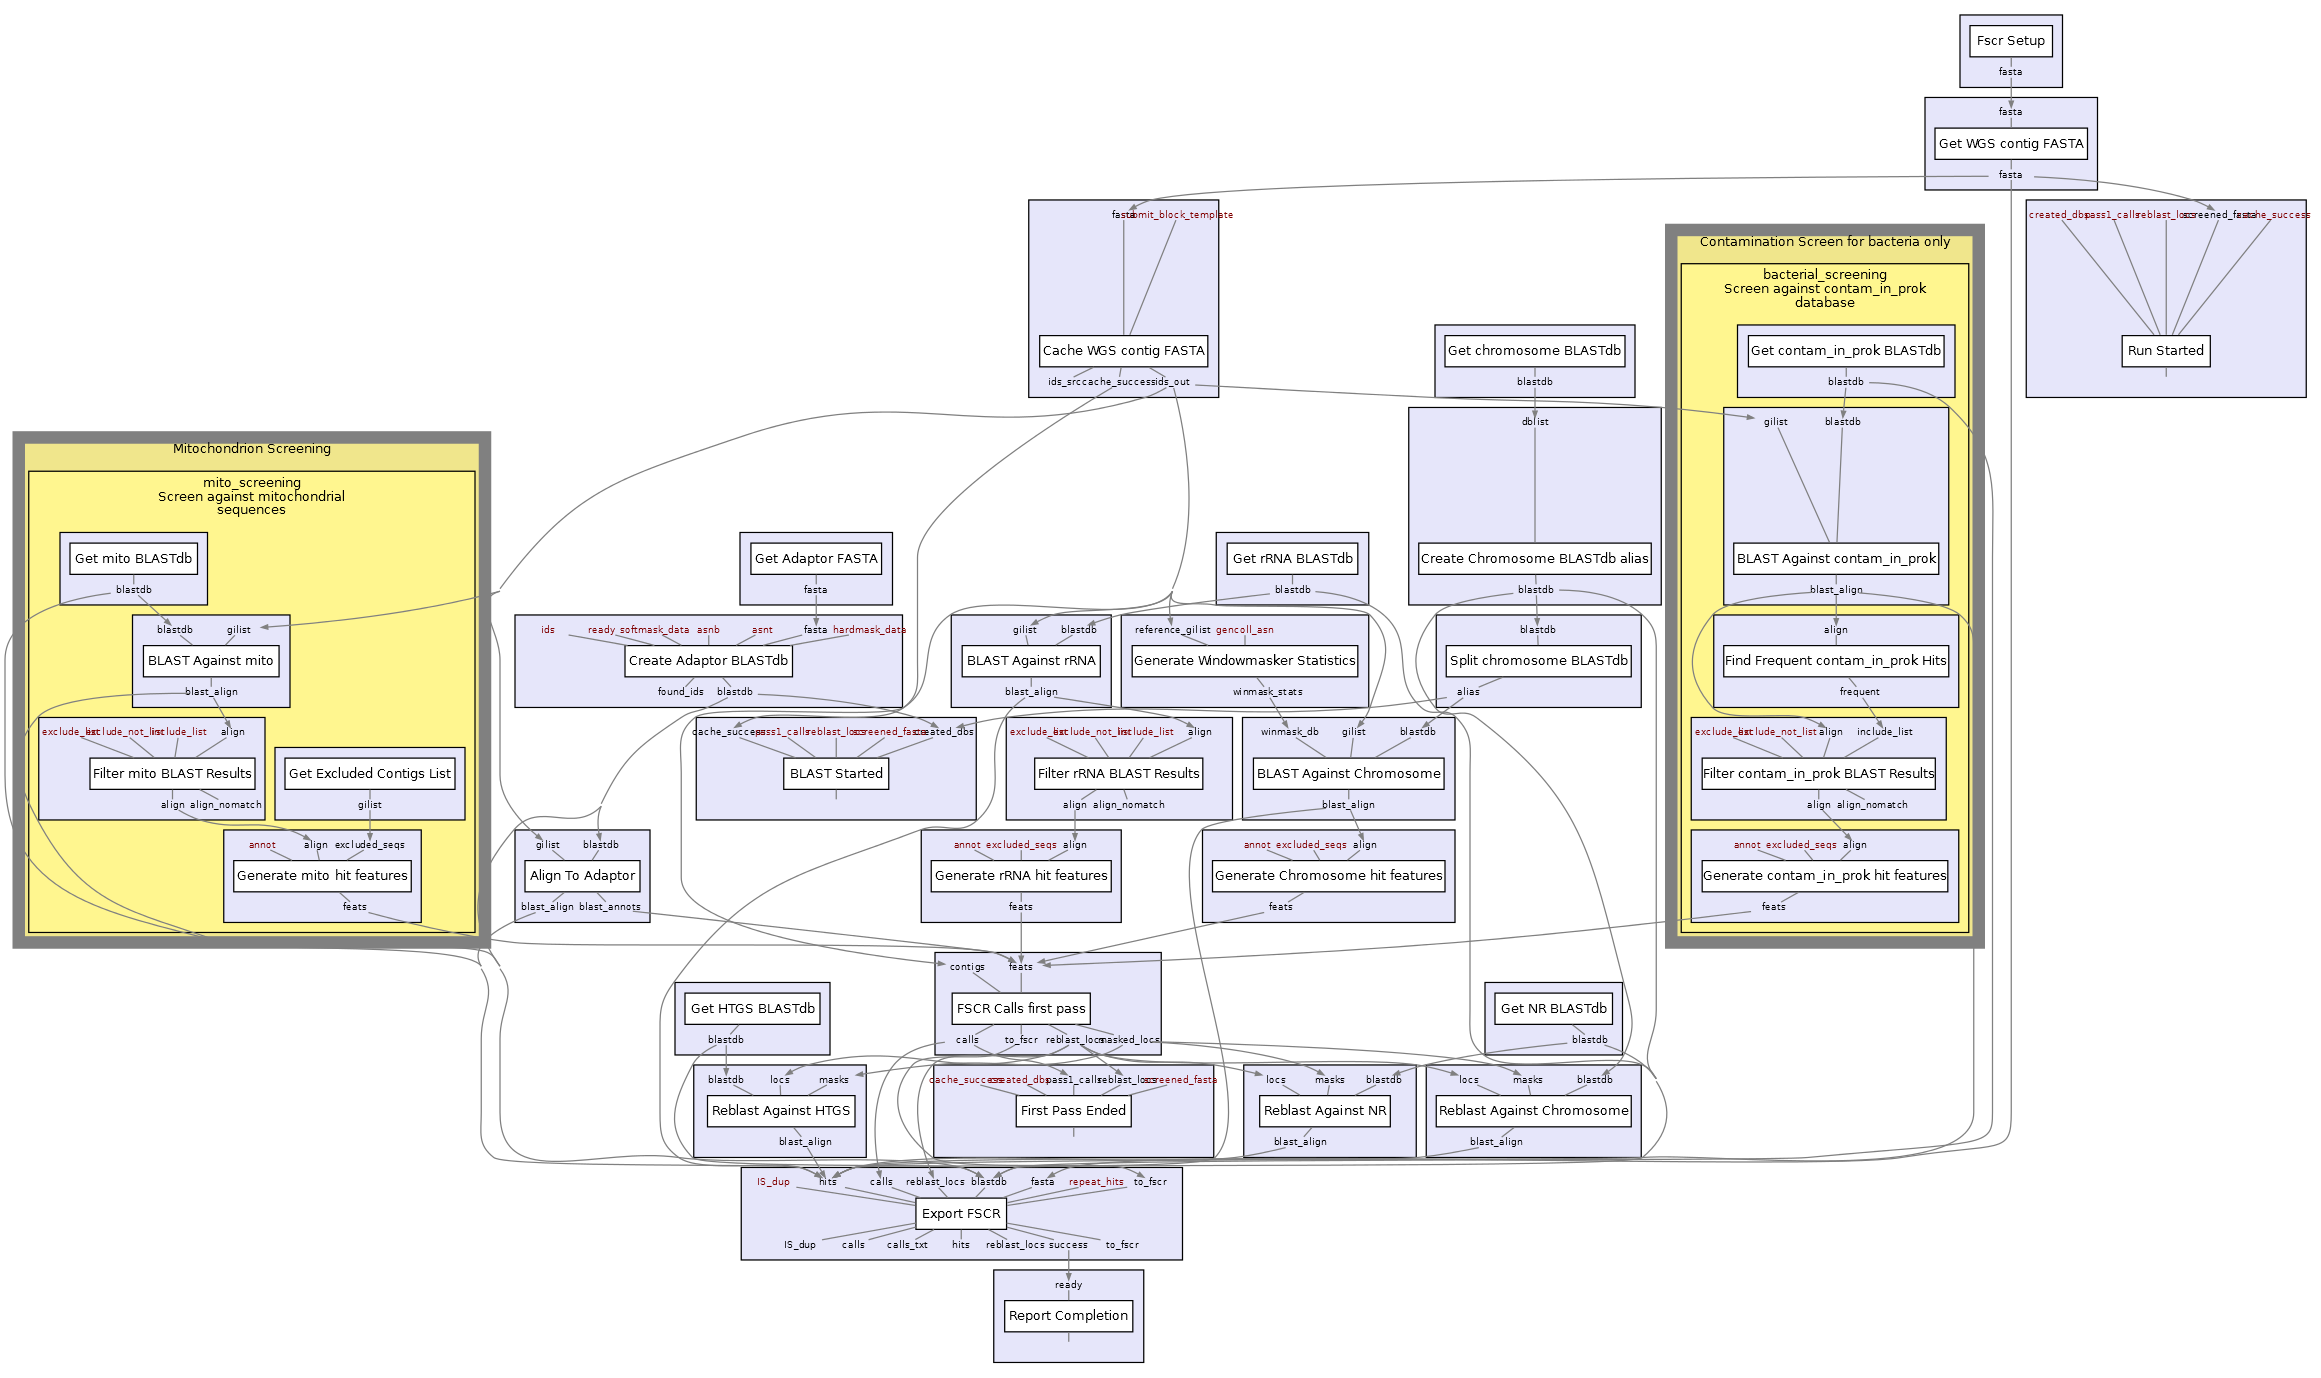 Fscr Setup
fasta
fasta
Get WGS contig FASTA
fasta
fasta
submit_block_template
Cache WGS contig FASTA
ids_src cache_success ids_out
created_dbs pass1_calls reblast_locs screened_fasta cache_success
Run Started
Get chromosome BLASTdb
blastdb
dblist
Create Chromosome BLASTdb alias
blastdb
blastdb
Split chromosome BLASTdb
alias
Contamination Screen for bacteria only
bacterial_screening
Screen against contam_in_prok
database
Get contam_in_prok BLASTdb
blastdb
gilist blastdb
BLAST Against contam_in_prok
blast_align
align
Find Frequent contam_in_prok Hits
frequent
exclude_list exclude_not_list align include_list
Filter contam_in_prok BLAST Results
align align_nomatch
annot excluded_seqs align
Generate contam_in_prok hit features
feats
Mitochondrion Screening
mito_screening
Screen against mitochondrial
sequences
Get mito BLASTdb
blastdb
blastdb gilist
BLAST Against mito
blast_align
exclude_list exclude_not_list include_list align
Filter mito BLAST Results
align align_nomatch
Get Excluded Contigs List
gilist
annot align excluded_seqs
Generate mito hit features
feats
Get Adaptor FASTA
fasta
ids ready softmask_data asnb asnt fasta hardmask_data
Create Adaptor BLASTdb
found_ids blastdb
gilist blastdb
Align To Adaptor
blast_align blast_annots
cache_success pass1_calls reblast_locs screened_fasta created_dbs
BLAST Started
Get rRNA BLASTdb
blastdb
gilist blastdb
BLAST Against rRNA
blast_align
reference_gilist gencoll_asn
Generate Windowmasker Statistics
winmask_stats
exclude_list exclude_not_list include_list align
Filter rRNA BLAST Results
align align_nomatch
winmask_db gilist blastdb
BLAST Against Chromosome
blast_align
annot excluded_seqs align
Generate rRNA hit features
feats
annot excluded_seqs align
Generate Chromosome hit features
feats
contigs feats
FSCR Calls first pass
calls to_fscr reblast_locs masked_locs
Get HTGS BLASTdb
blastdb
Get NR BLASTdb
blastdb
blastdb locs masks
Reblast Against HTGS
blast_align
cache_success created_dbs pass1_calls reblast_locs screened_fasta
First Pass Ended
locs masks blastdb
Reblast Against NR
blast_align
locs masks blastdb
Reblast Against Chromosome
blast_align
IS_dup hits calls reblast_locs blastdb fasta repeat_hits to_fscr
Export FSCR
IS_dup calls calls_txt hits reblast_locs success to_fscr
ready
Report Completion